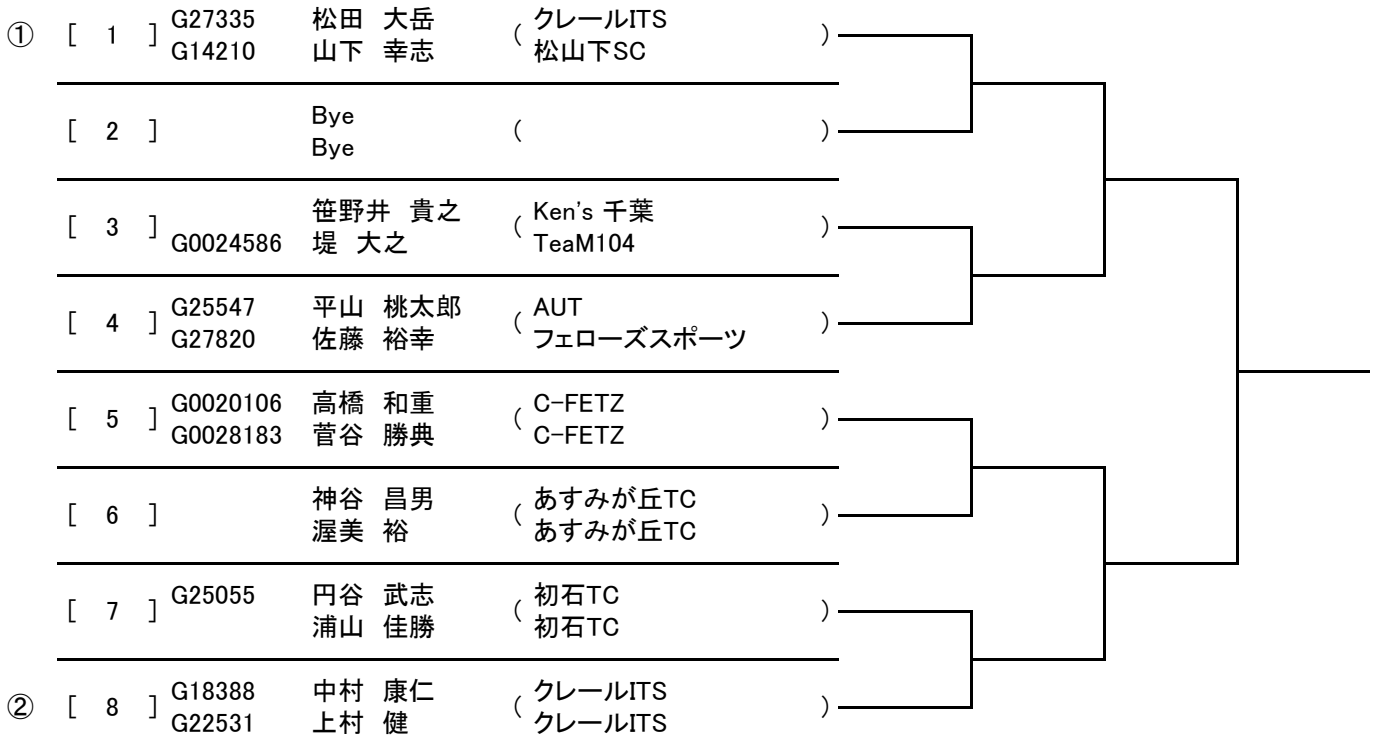 ① [ 1 ] G27335 松田 大岳 ( クレールITS )
G14210 山下 幸志 松山下SC
[ 2 ] Bye ( )
Bye
[ 3 ] 笹野井 貴之 ( Ken's 千葉 )
G0024586 堤 大之 TeaM104
[ 4 ] G25547 平山 桃太郎 ( AUT )
G27820 佐藤 裕幸 フェローズスポーツ
[ 5 ] G0020106 高橋 和重 ( C-FETZ )
G0028183 菅谷 勝典 C-FETZ
[ 6 ] 神谷 昌男 ( あすみが丘TC )
渥美 裕 あすみが丘TC
[ 7 ] G25055 円谷 武志 ( 初石TC )
浦山 佳勝 初石TC
② [ 8 ] G18388 中村 康仁 ( クレールITS )
G22531 上村 健 クレールITS